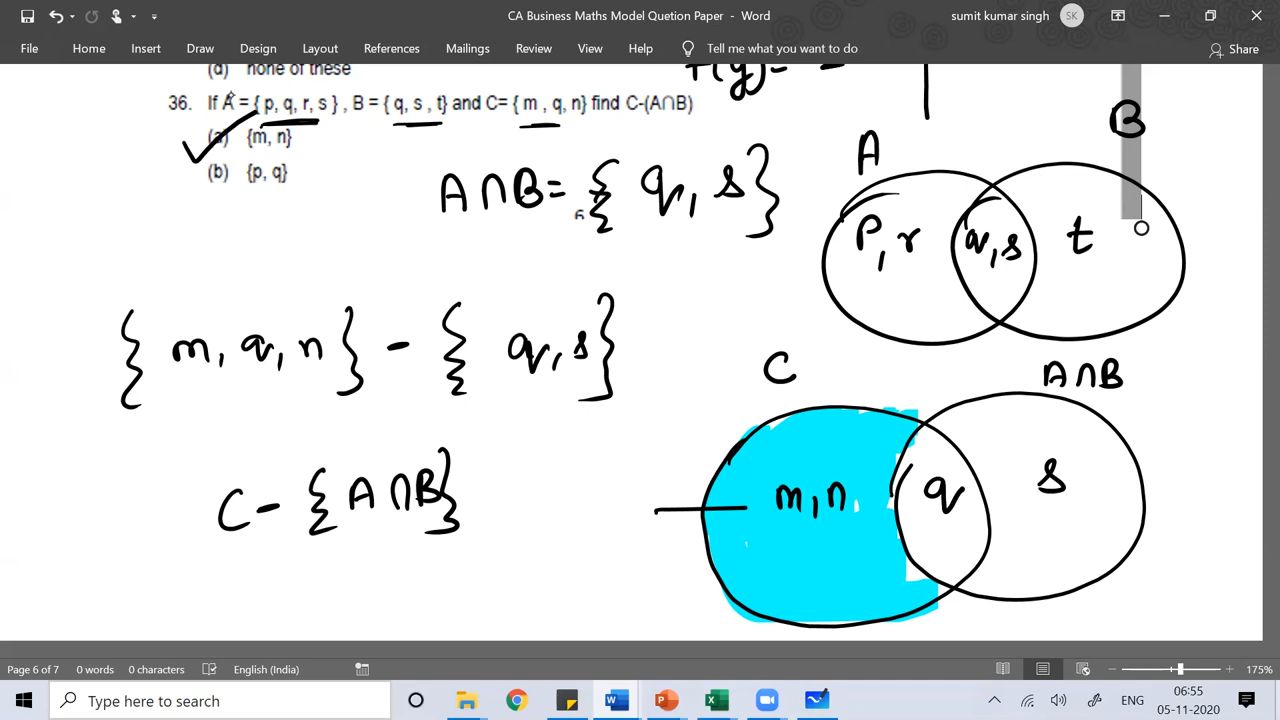 CA Business Maths Model Quetion Paper - Word
sumit kumar singh
SK
File Home Insert Draw Design Layout References Mailings Review View Help Tell me what you want to do
Share
(d) none of these
f(y)=
36. If A = { p, q, r, s } , B = { q, s , t} and C= { m , q, n} find C-(A∩B)
(a) {m, n}
(b) {p, q}
6
A∩B= { q, s }
A
B
P, r
q, s
t
{ m, q, n } - { q, s }
C
A∩B
C - { A∩B }
m, n
q
s
Page 6 of 7 0 words 0 characters English (India)
175%
Type here to search
ENG
06:55
05-11-2020